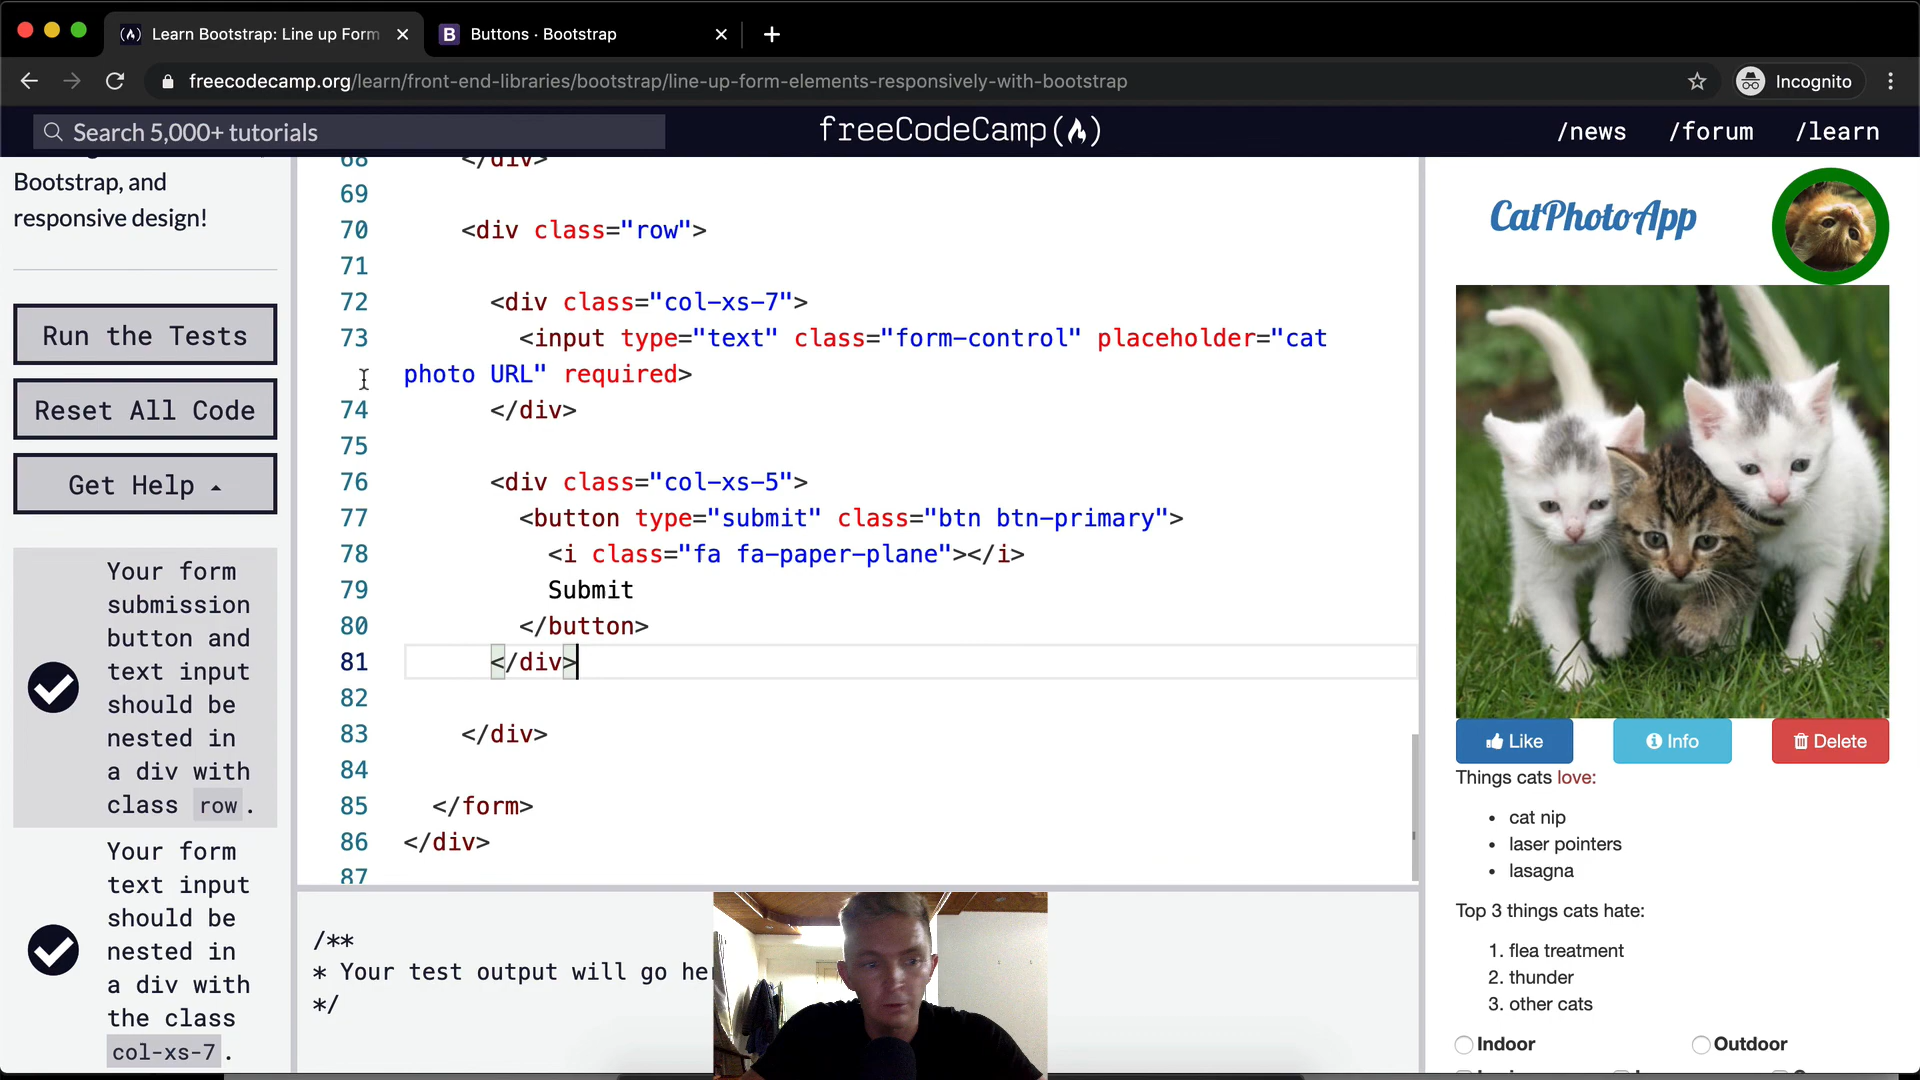 Learn Bootstrap: Line up Form
Buttons · Bootstrap
freecodecamp.org/learn/front-end-libraries/bootstrap/line-up-form-elements-responsively-with-bootstrap
Incognito
Search 5,000+ tutorials
freeCodeCamp
/news
/forum
/learn
Bootstrap, and
responsive design!
Run the Tests
Reset All Code
Get Help
Your form
submission
button and
text input
should be
nested in
a div with
class row.
Your form
text input
should be
nested in
a div with
the class
col-xs-7.
68 </div>
69
70 <div class="row">
71
72 <div class="col-xs-7">
73 <input type="text" class="form-control" placeholder="cat
photo URL" required>
74 </div>
75
76 <div class="col-xs-5">
77 <button type="submit" class="btn btn-primary">
78 <i class="fa fa-paper-plane"></i>
79 Submit
80 </button>
81 </div>
82
83 </div>
84
85 </form>
86 </div>
87
/**
* Your test output will go her
*/
CatPhotoApp
Like
Info
Delete
Things cats love:
• cat nip
• laser pointers
• lasagna
Top 3 things cats hate:
1. flea treatment
2. thunder
3. other cats
Indoor
Outdoor